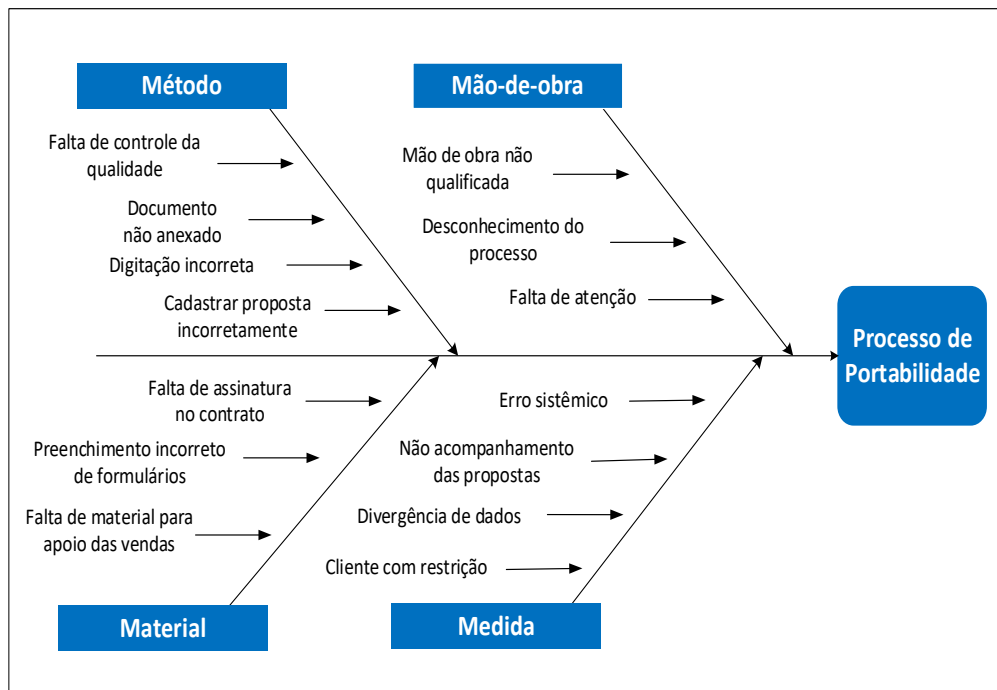 Método
Mão-de-obra
Falta de controle da
qualidade
Documento
não anexado
Digitação incorreta
Cadastrar proposta
incorretamente
Mão de obra não
qualificada
Desconhecimento do
processo
Falta de atenção
Processo de
Portabilidade
Falta de assinatura
no contrato
Preenchimento incorreto
de formulários
Falta de material para
apoio das vendas
Erro sistêmico
Não acompanhamento
das propostas
Divergência de dados
Cliente com restrição
Material
Medida